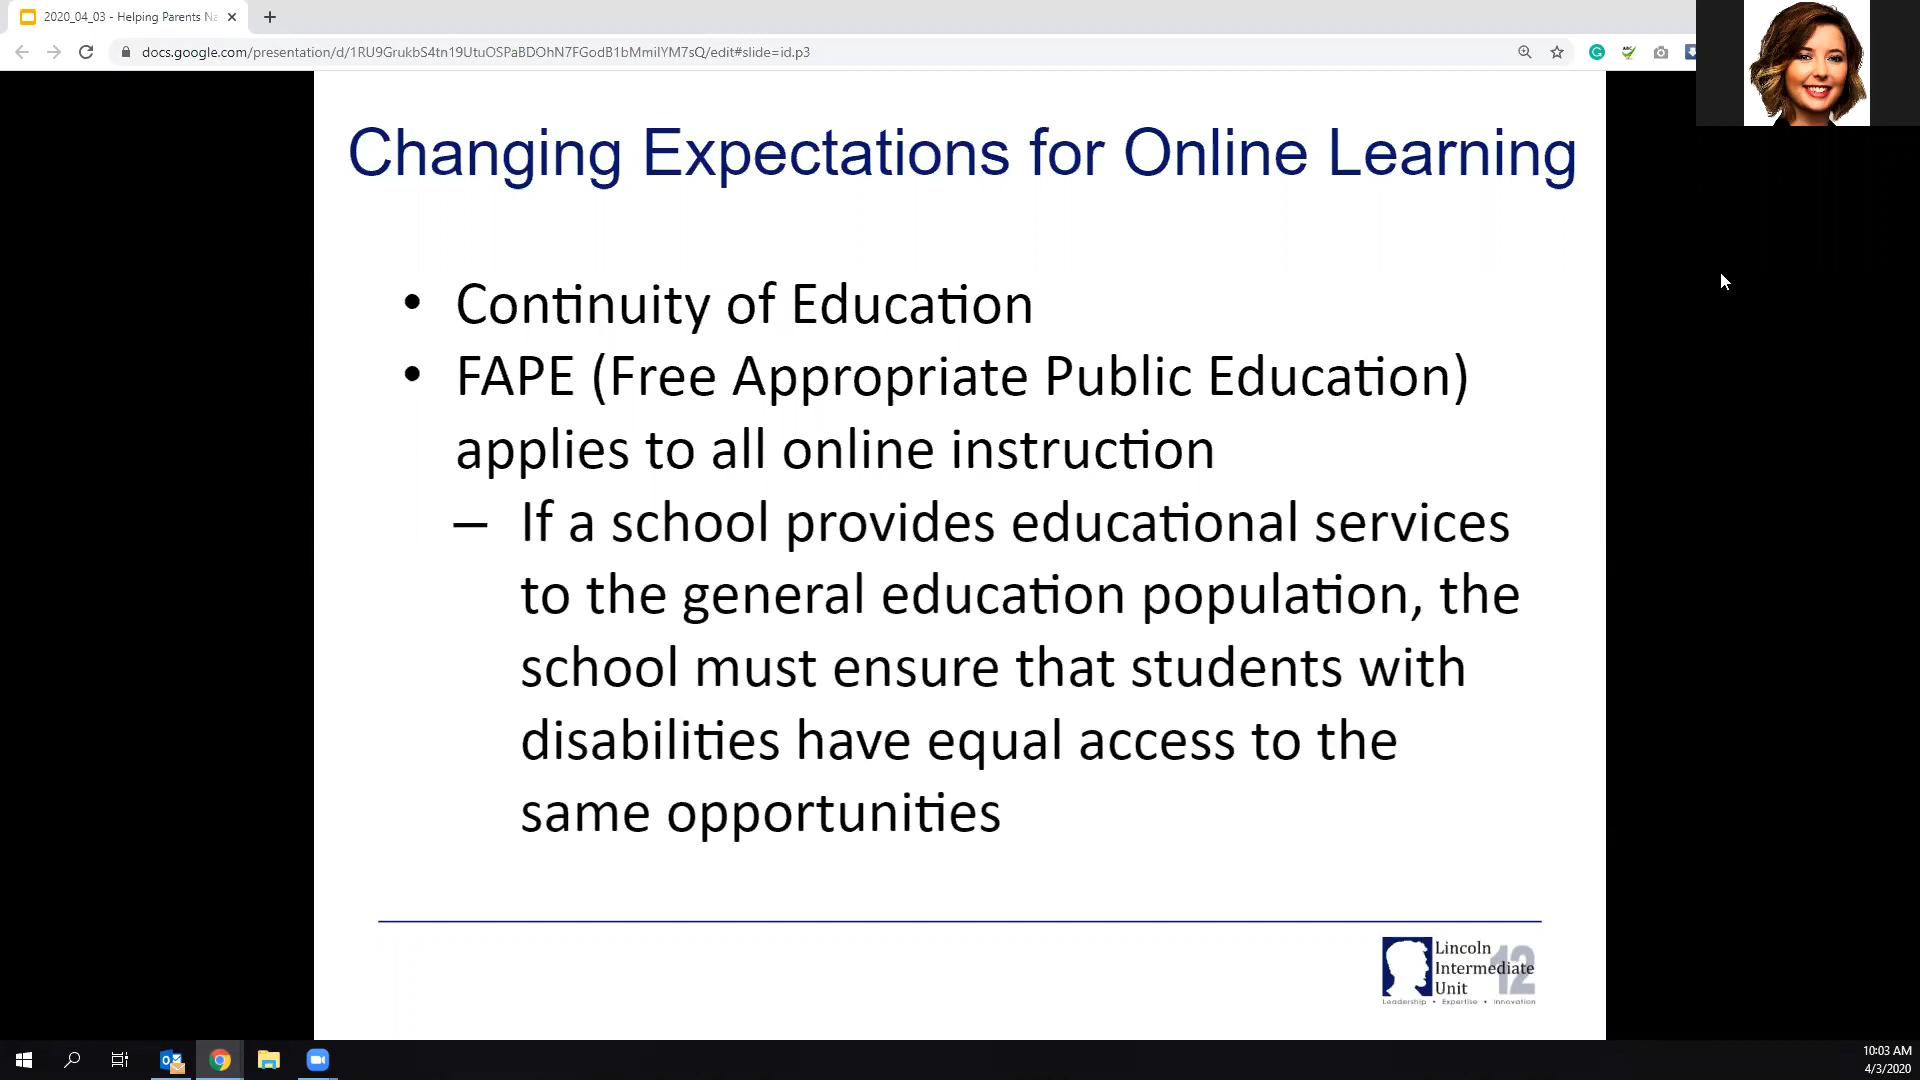 2020_04_03 - Helping Parents Na
docs.google.com/presentation/d/1RU9GrukbS4tn19UtuOSPaBDOhN7FGodB1bMmilYM7sQ/edit#slide=id.p3
Changing Expectations for Online Learning
• Continuity of Education
• FAPE (Free Appropriate Public Education)
applies to all online instruction
– If a school provides educational services
to the general education population, the
school must ensure that students with
disabilities have equal access to the
same opportunities
Lincoln
Intermediate
Unit
12
Leadership • Expertise • Innovation
10:03 AM
4/3/2020